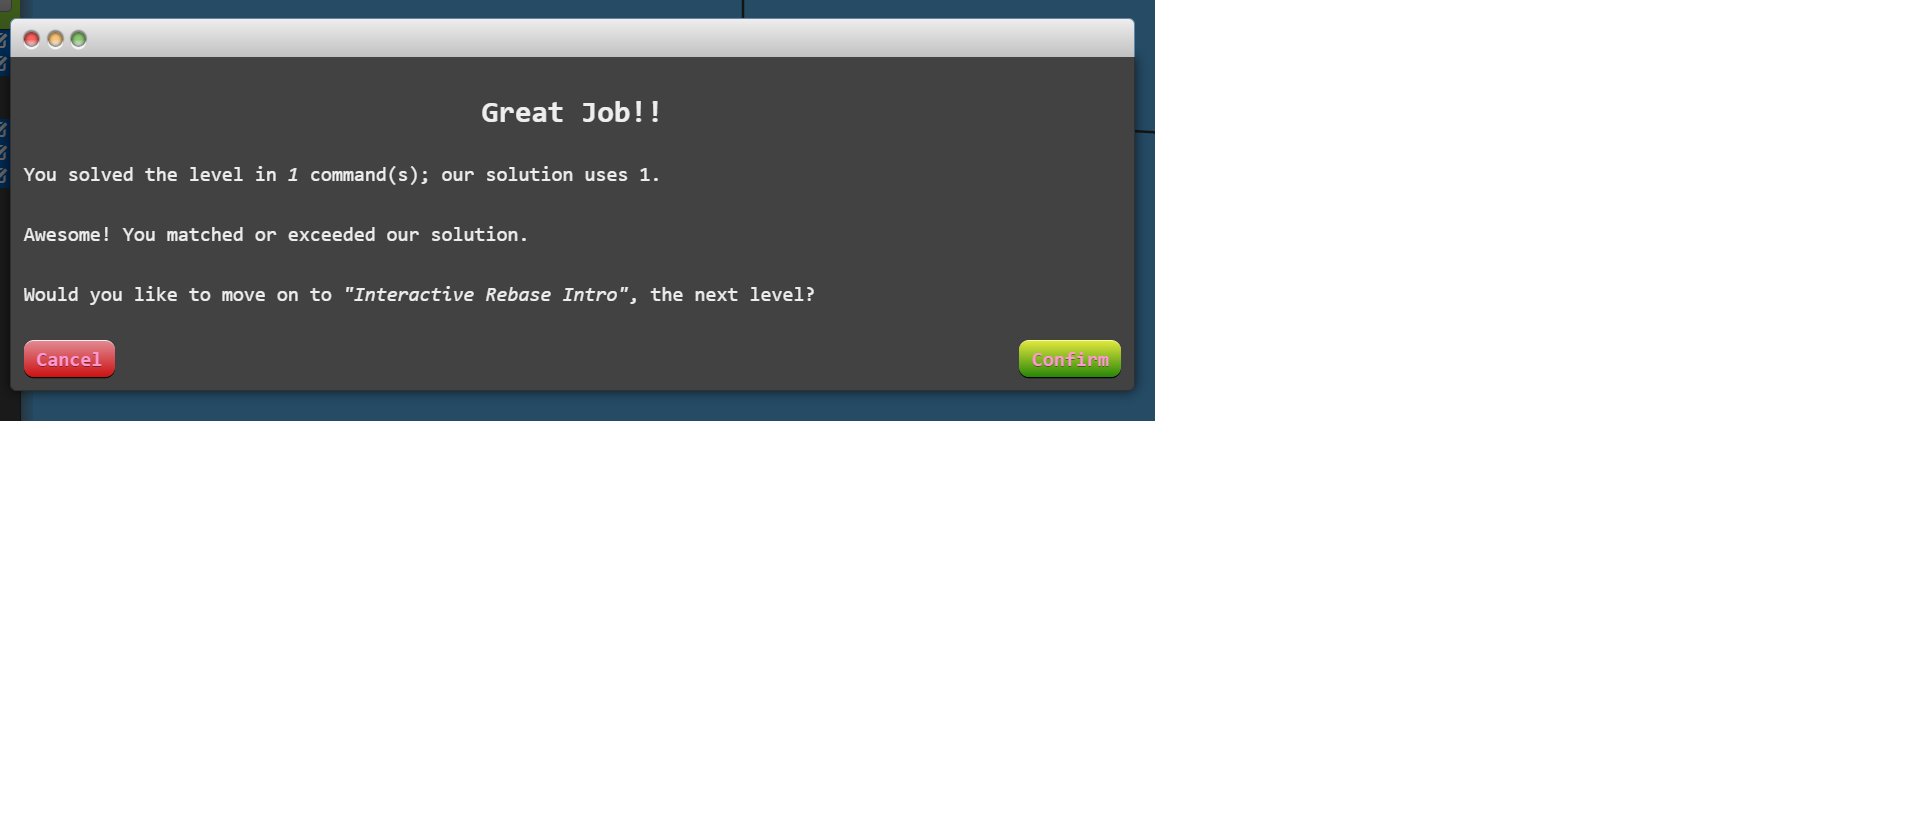 Great Job!!
You solved the level in 1 command(s); our solution uses 1.
Awesome! You matched or exceeded our solution.
Would you like to move on to "Interactive Rebase Intro", the next level?
Cancel
Confirm